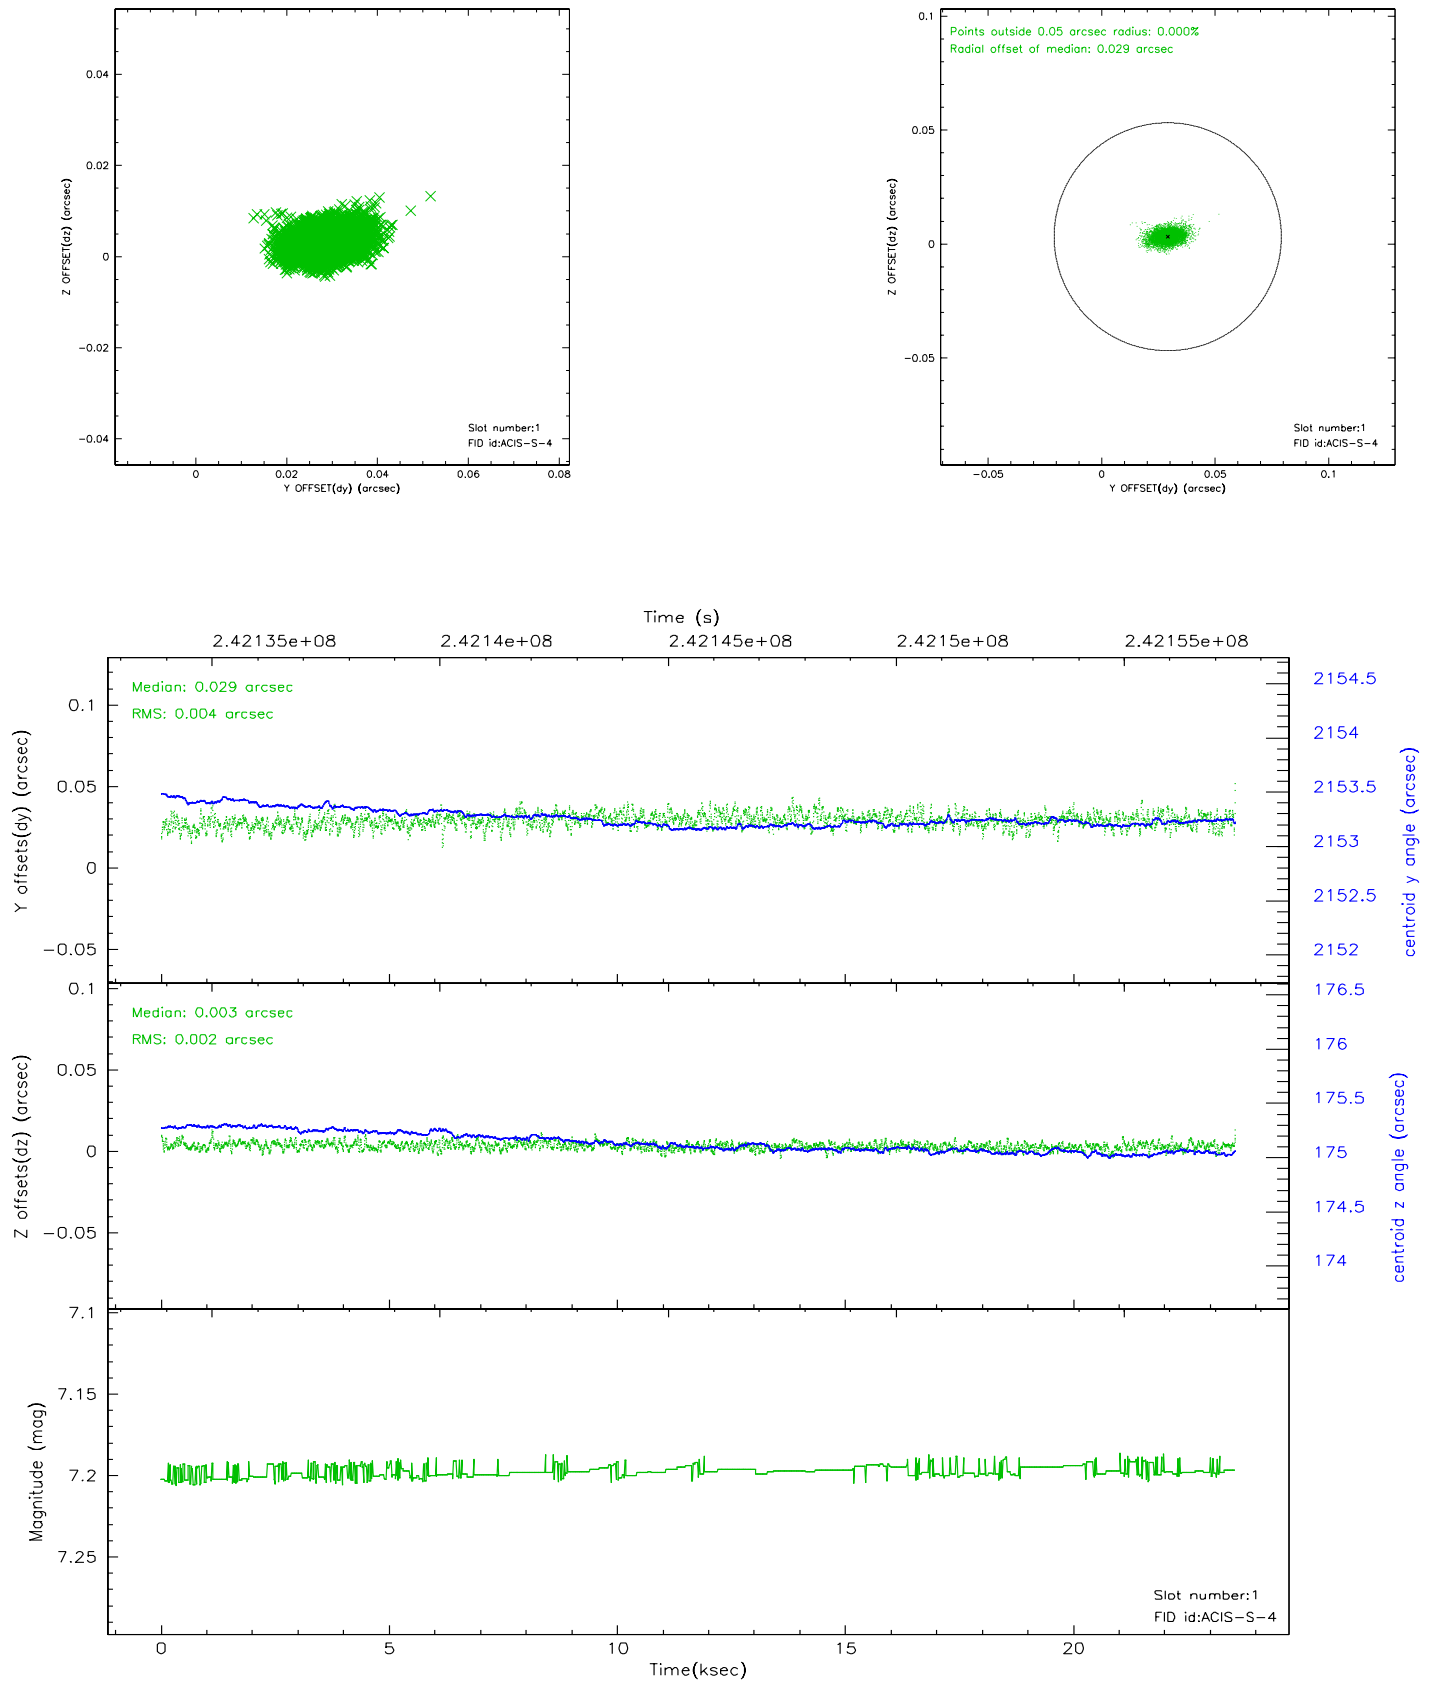 0.04
0.02
0
-0.02
-0.04
Z OFFSET(dz) (arcsec)
Slot number:1
FID id:ACIS-S-4
0 0.02 0.04 0.06 0.08
Y OFFSET(dy) (arcsec)
Points outside 0.05 arcsec radius: 0.000%
Radial offset of median: 0.029 arcsec
0.1
0.05
0
-0.05
Z OFFSET(dz) (arcsec)
Slot number:1
FID id:ACIS-S-4
-0.05 0 0.05 0.1
Y OFFSET(dy) (arcsec)
Time (s)
2.42135e+08 2.4214e+08 2.42145e+08 2.4215e+08 2.42155e+08
Median: 0.029 arcsec
RMS: 0.004 arcsec
0.1
0.05
0
-0.05
Y offsets(dy) (arcsec)
2154.5
2154
2153.5
2153
2152.5
2152
centroid y angle (arcsec)
Median: 0.003 arcsec
RMS: 0.002 arcsec
0.1
0.05
0
-0.05
Z offsets(dz) (arcsec)
176.5
176
175.5
175
174.5
174
centroid z angle (arcsec)
7.1
7.15
7.2
7.25
Magnitude (mag)
Slot number:1
FID id:ACIS-S-4
0 5 10 15 20
Time(ksec)